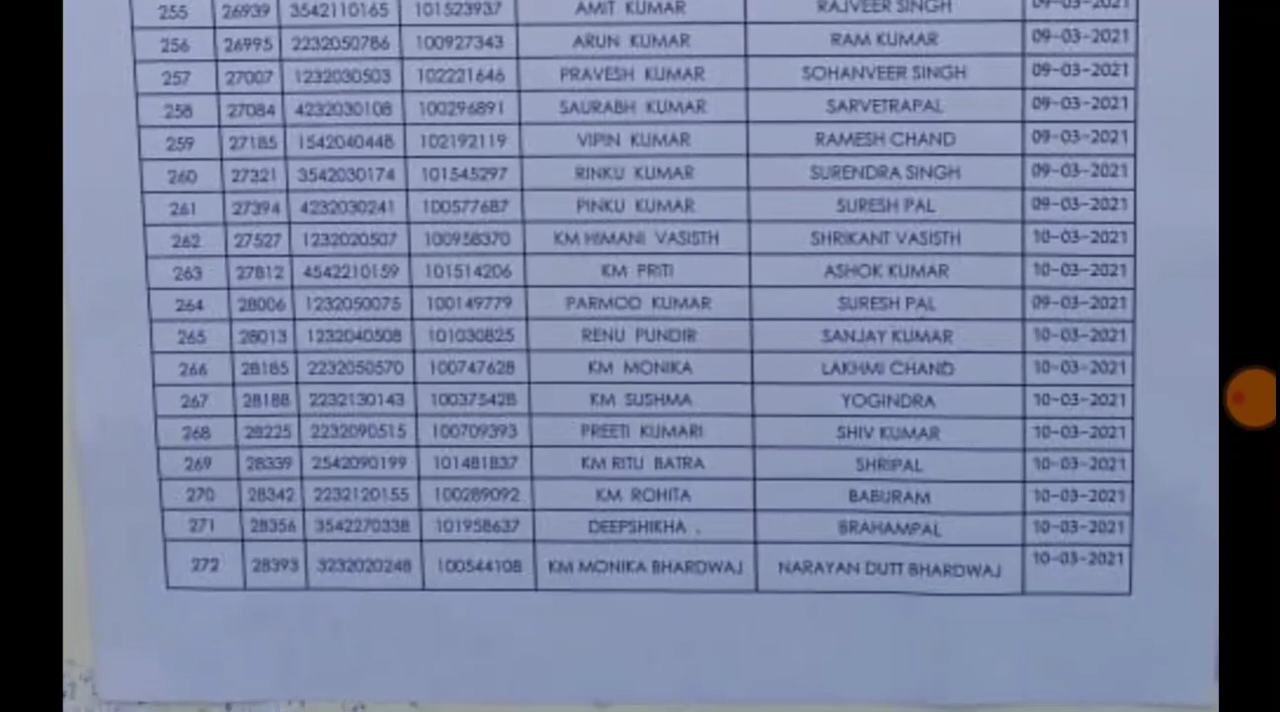 255 26939 3542110165 101523937 AMIT KUMAR RAJVEER SINGH 09-03-2021
256 26995 2232050786 100927343 ARUN KUMAR RAM KUMAR 09-03-2021
257 27007 1232030503 102221646 PRAVESH KUMAR SOHANVEER SINGH 09-03-2021
258 27084 4232030108 100296891 SAURABH KUMAR SARVETRAPAL 09-03-2021
259 27185 1542040448 102192119 VIPIN KUMAR RAMESH CHAND 09-03-2021
260 27321 3542030174 101545297 RINKU KUMAR SURENDRA SINGH 09-03-2021
261 27394 4232030241 100577687 PINKU KUMAR SURESH PAL 09-03-2021
262 27527 1232020507 100958370 KM HIMANI VASISTH SHRIKANT VASISTH 10-03-2021
263 27812 4542210159 101514206 KM PRITI ASHOK KUMAR 10-03-2021
264 28006 1232050075 100149779 PARMOD KUMAR SURESH PAL 09-03-2021
265 28013 1232040508 101030825 RENU PUNDIR SANJAY KUMAR 10-03-2021
266 28185 2232050570 100747628 KM MONIKA LAKHMI CHAND 10-03-2021
267 28188 2232130143 100375428 KM SUSHMA YOGINDRA 10-03-2021
268 28225 2232090515 100709393 PREETI KUMARI SHIV KUMAR 10-03-2021
269 28339 2542090199 101481837 KM RITU BATRA SHRIPAL 10-03-2021
270 28342 2232120155 100289092 KM ROHITA BABURAM 10-03-2021
271 28356 3542270338 101958637 DEEPSHIKHA . BRAHAMPAL 10-03-2021
272 28393 3232020248 100544108 KM MONIKA BHARDWAJ NARAYAN DUTT BHARDWAJ 10-03-2021